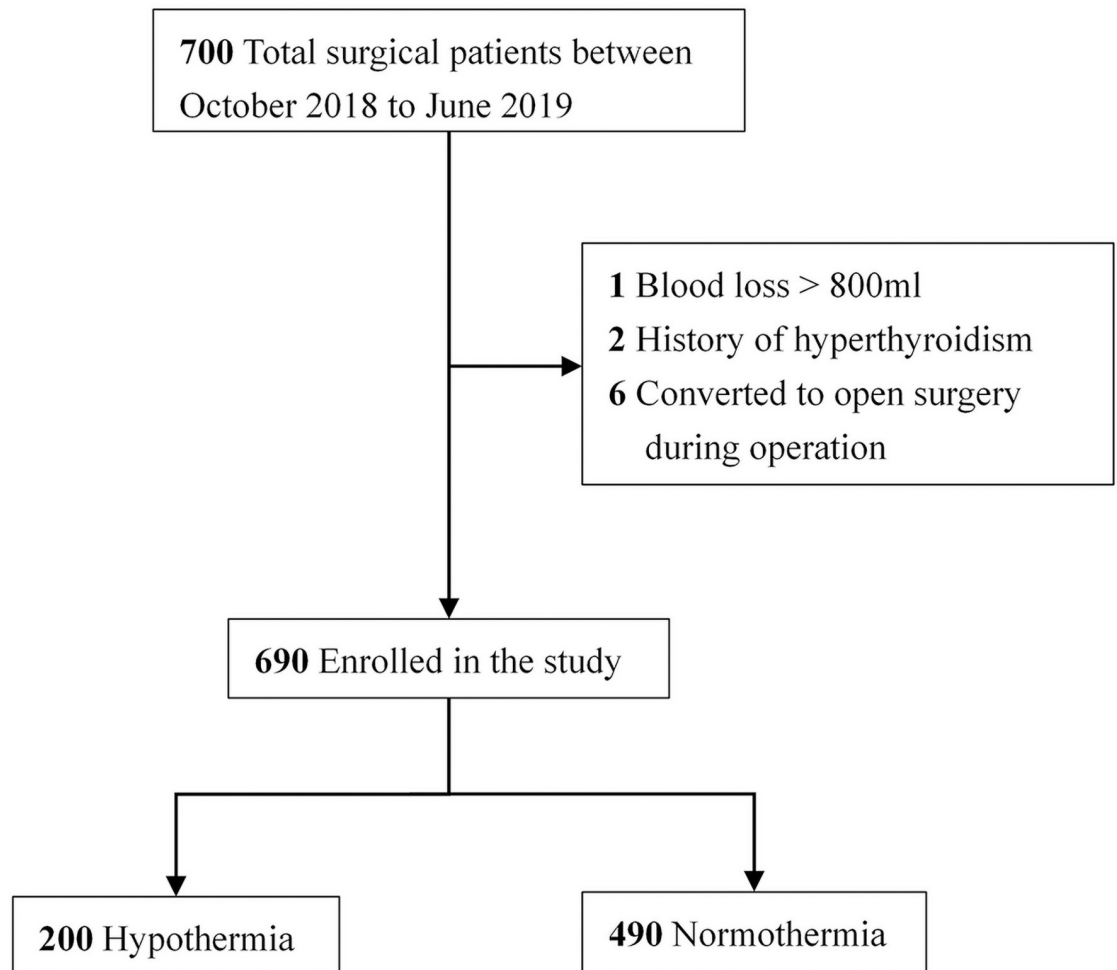 700 Total surgical patients between
October 2018 to June 2019
1 Blood loss > 800ml
2 History of hyperthyroidism
6 Converted to open surgery
during operation
690 Enrolled in the study
200 Hypothermia
490 Normothermia